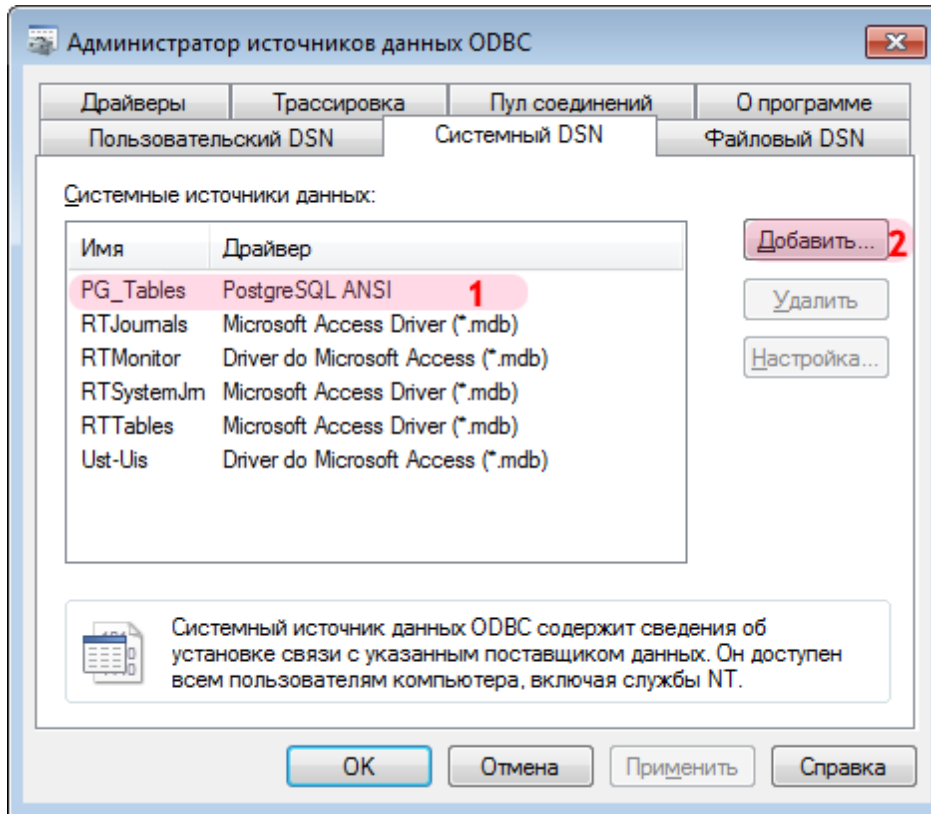 Администратор источников данных ODBC
Драйверы Трассировка Пул соединений О программе
Пользовательский DSN Системный DSN Файловый DSN
Системные источники данных:
Имя Драйвер
PG_Tables PostgreSQL ANSI 1
RTJournals Microsoft Access Driver (*.mdb)
RTMonitor Driver do Microsoft Access (*.mdb)
RTSystemJrn Microsoft Access Driver (*.mdb)
RTTables Microsoft Access Driver (*.mdb)
Ust-Uis Driver do Microsoft Access (*.mdb)
Добавить... 2
Удалить
Настройка...
Системный источник данных ODBC содержит сведения об
установке связи с указанным поставщиком данных. Он доступен
всем пользователям компьютера, включая службы NT.
OK Отмена Применить Справка